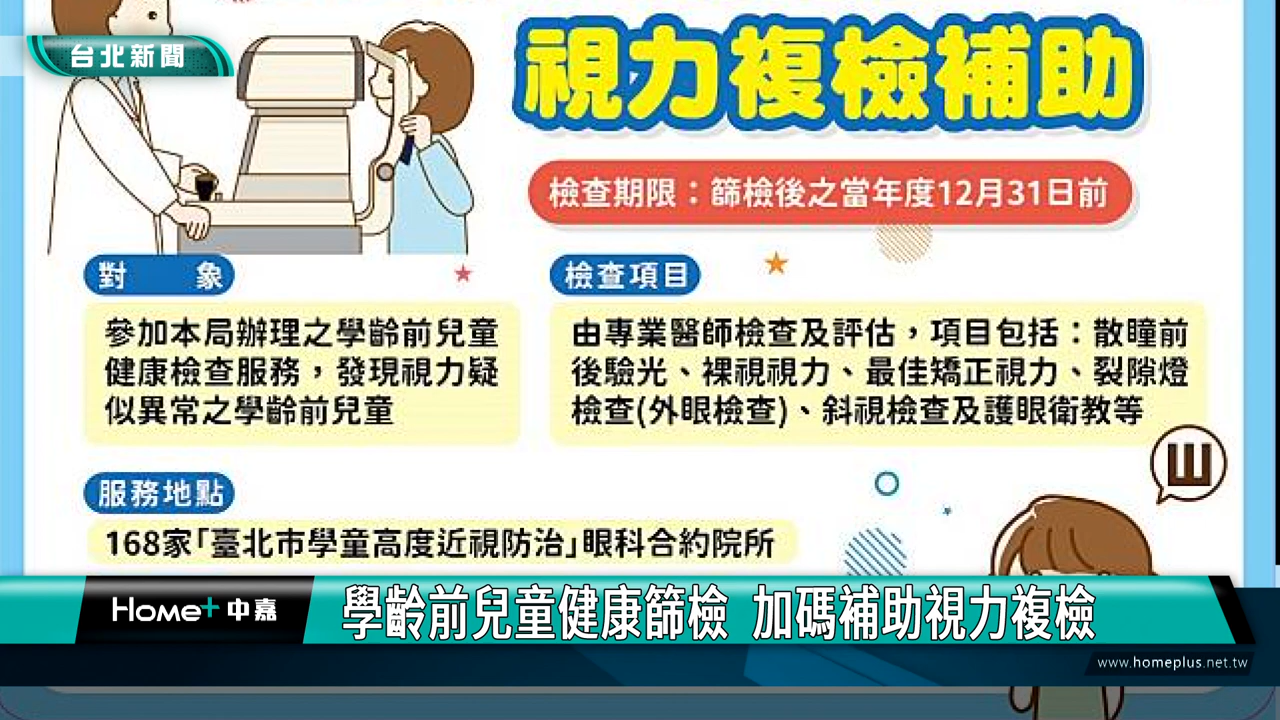 台北新聞
視力複檢補助
檢查期限：篩檢後之當年度12月31日前
對 象
檢查項目
參加本局辦理之學齡前兒童
健康檢查服務，發現視力疑
似異常之學齡前兒童
由專業醫師檢查及評估，項目包括：散瞳前
後驗光、裸視視力、最佳矯正視力、裂隙燈
檢查(外眼檢查)、斜視檢查及護眼衛教等
服務地點
168家「臺北市學童高度近視防治」眼科合約院所
Home+ 中嘉
學齡前兒童健康篩檢 加碼補助視力複檢
www.homeplus.net.tw